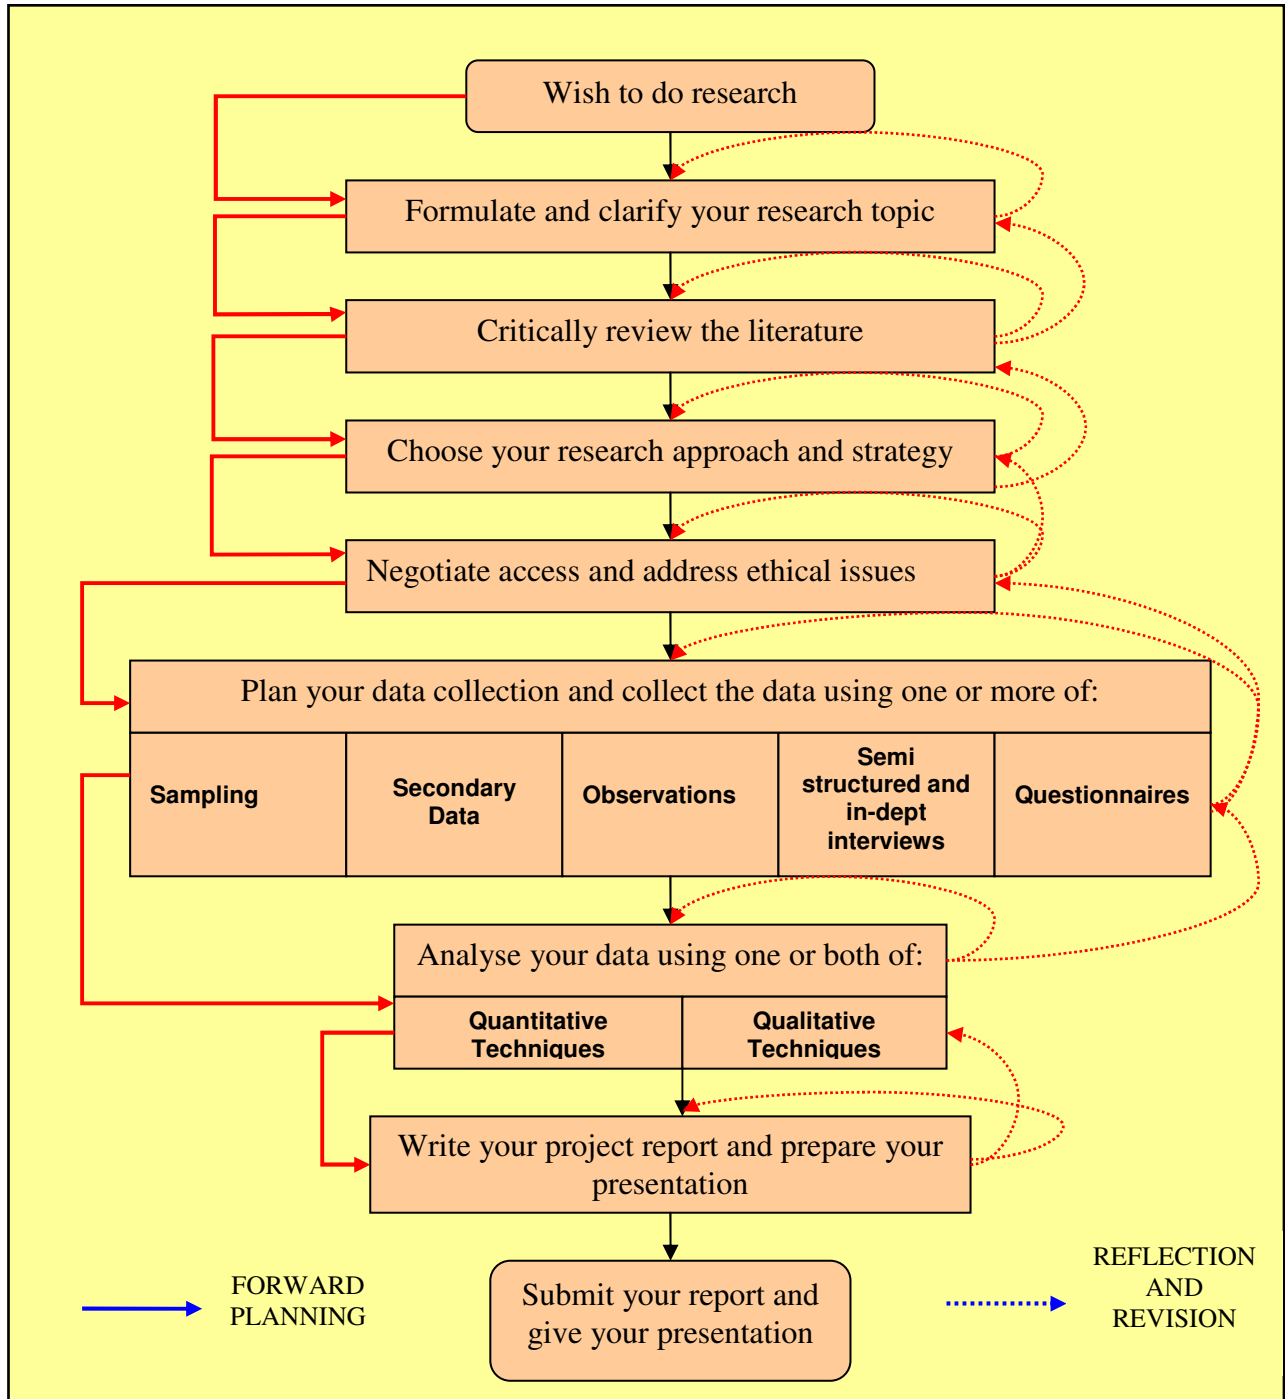 Wish to do research
Formulate and clarify your research topic
Critically review the literature
Choose your research approach and strategy
Negotiate access and address ethical issues
Plan your data collection and collect the data using one or more of:
Sampling
Secondary
Data
Observations
Semi
structured and
in-dept
interviews
Questionnaires
Analyse your data using one or both of:
Quantitative
Techniques
Qualitative
Techniques
Write your project report and prepare your
presentation
FORWARD
PLANNING
Submit your report and
give your presentation
REFLECTION
AND
REVISION